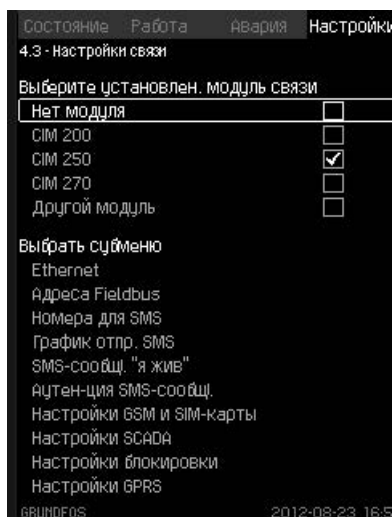 Состояние Работа Авария Настройки
4.3 - Настройки связи
Выберите установлен. модуль связи
Нет модуля
CIM 200
CIM 250
CIM 270
Другой модуль
Выбрать субменю
Ethernet
Адреса Fieldbus
Номера для SMS
График отпр. SMS
SMS-сообщ. "я жив"
Аутен-ция SMS-сообщ.
Настройки GSM и SIM-карты
Настройки SCADA
Настройки блокировки
Настройки GPRS
GRUNDFOS 2012-08-23 16:5